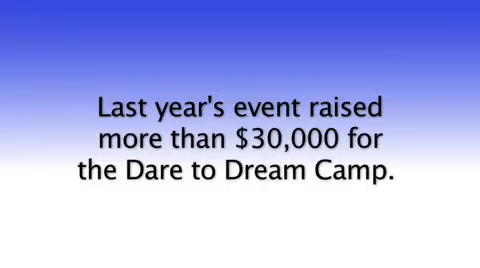 Last year's event raised
more than $30,000 for
the Dare to Dream Camp.